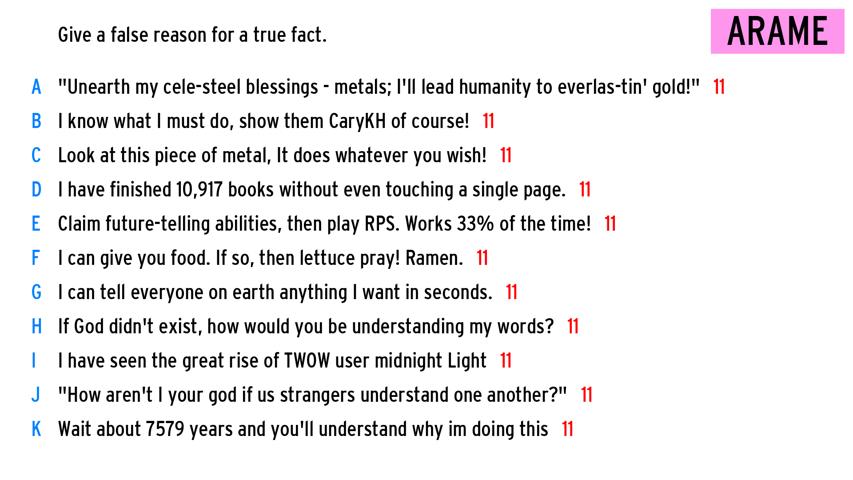 Give a false reason for a true fact.
ARAME
A "Unearth my cele-steel blessings - metals; I'll lead humanity to everlas-tin' gold!" 11
B I know what I must do, show them CaryKH of course! 11
C Look at this piece of metal, It does whatever you wish! 11
D I have finished 10,917 books without even touching a single page. 11
E Claim future-telling abilities, then play RPS. Works 33% of the time! 11
F I can give you food. If so, then lettuce pray! Ramen. 11
G I can tell everyone on earth anything I want in seconds. 11
H If God didn't exist, how would you be understanding my words? 11
I I have seen the great rise of TWOW user midnight Light 11
J "How aren't I your god if us strangers understand one another?" 11
K Wait about 7579 years and you'll understand why im doing this 11